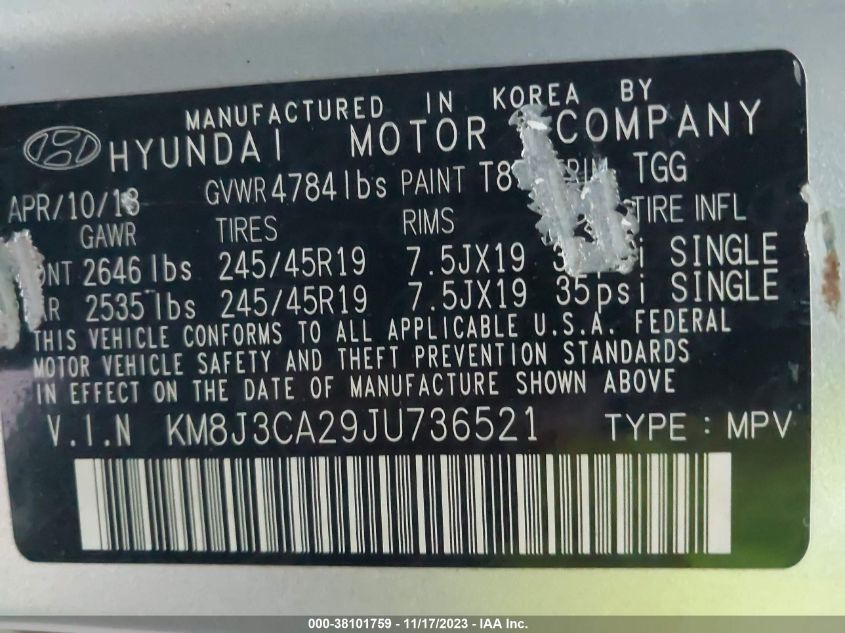 MANUFACTURED IN KOREA BY
HYUNDAI MOTOR COMPANY
APR/10/18 GVWR 4784lbs PAINT TGG
GAWR TIRES RIMS TIRE INFL
2646 lbs 245/45R19 7.5JX19 SINGLE
2535 lbs 245/45R19 7.5JX19 35psi SINGLE
THIS VEHICLE CONFORMS TO ALL APPLICABLE U.S.A. FEDERAL
MOTOR VEHICLE SAFETY AND THEFT PREVENTION STANDARDS
IN EFFECT ON THE DATE OF MANUFACTURE SHOWN ABOVE
V.I.N KM8J3CA29JU736521 TYPE : MPV
000-38101759 - 11/17/2023 - © IAA, Inc.